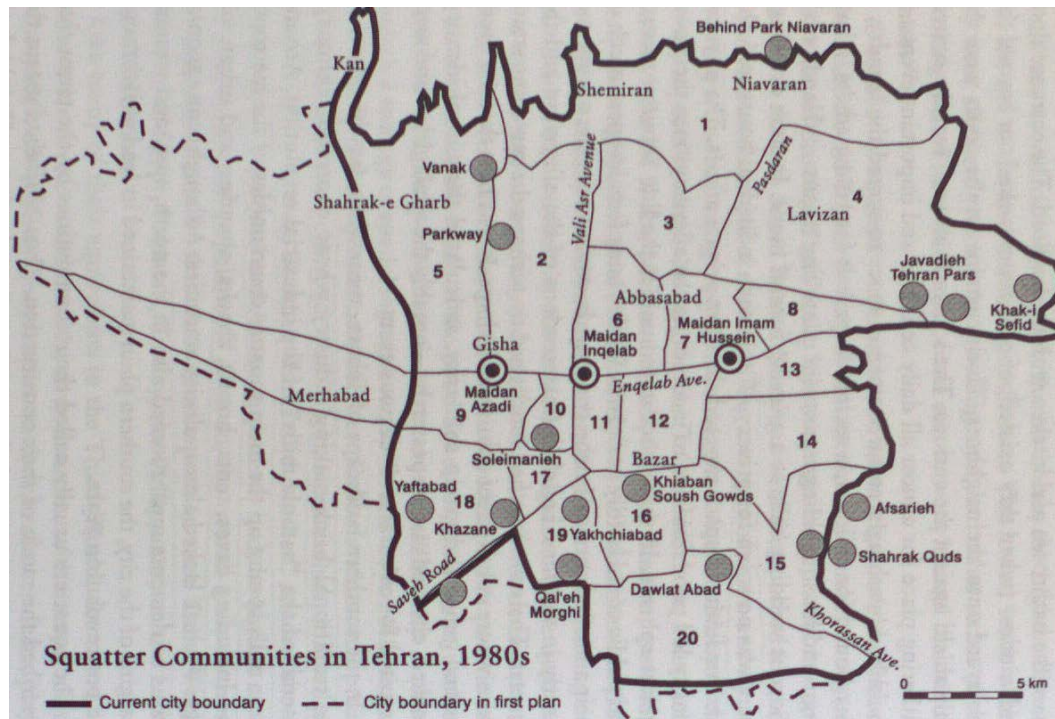 Behind Park Niavaran
Kan
Shemiran
Niavaran
1
Pasdaran
4
Vanak
Vali Asr Avenue
Shahrak-e Gharb
3
Lavizan
Parkway
2
5
Javadieh
Tehran Pars
Khak-i
Sefid
Abbasabad
8
6
Maidan
Inqelab
7
Maidan Imam
Hussein
Gisha
13
Enqelab Ave.
Maidan
Azadi
Merhabad
9
10
11
12
14
Soleimanieh
Bazar
17
Yaftabad
18
Khazane
Khiaban
Soush Gowds
16
19
Yakhchiabad
Afsarieh
15
Shahrak Quds
Saveh Road
Qal'eh
Morghi
Dawlat Abad
Khorassan Ave.
20
Squatter Communities in Tehran, 1980s
Current city boundary
City boundary in first plan
0
5 km